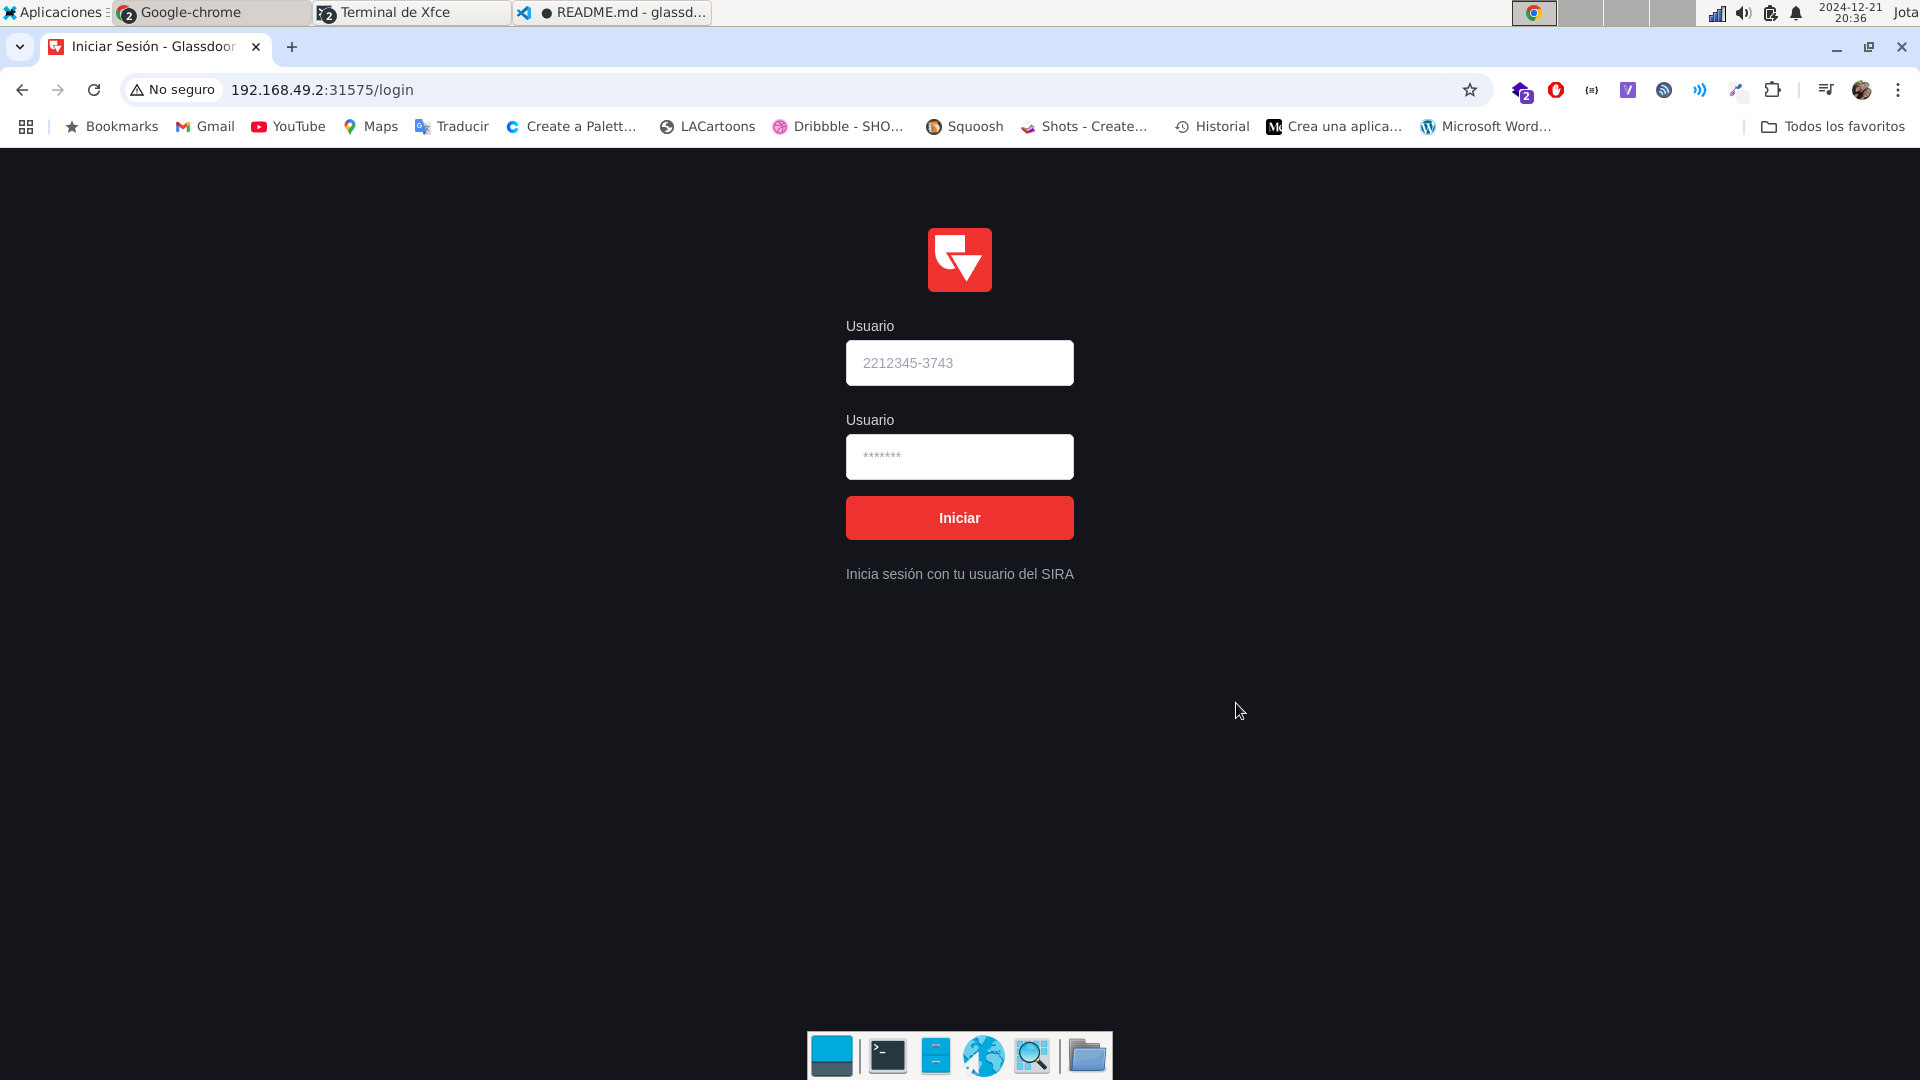 Aplicaciones
2
Google-chrome
2
Terminal de Xfce
● README.md - glassd...
2024-12-21
20:36
Jota
Iniciar Sesión - Glassdoor
No seguro
192.168.49.2:31575/login
2
Bookmarks
Gmail
YouTube
Maps
Traducir
Create a Palett...
LACartoons
Dribbble - SHO...
Squoosh
Shots - Create...
Historial
Crea una aplica...
Microsoft Word...
Todos los favoritos
Usuario
2212345-3743
Usuario
*******
Iniciar
Inicia sesión con tu usuario del SIRA